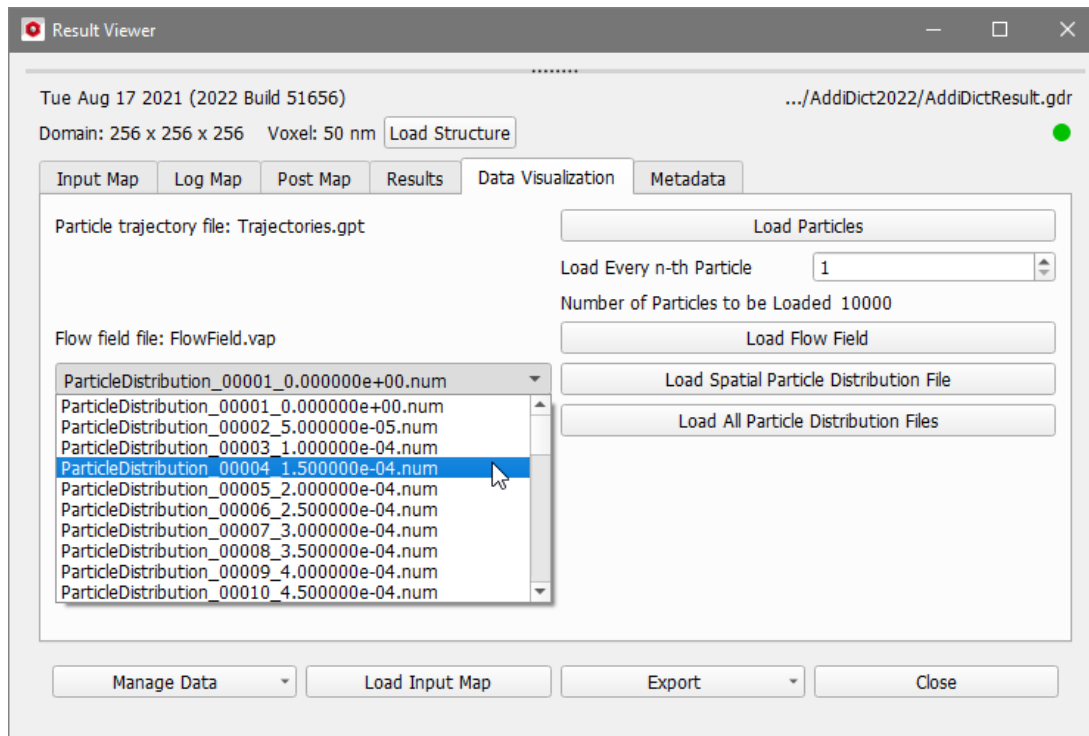 Result Viewer
Tue Aug 17 2021 (2022 Build 51656)
.../AddiDict2022/AddiDictResult.gdr
Domain: 256 x 256 x 256 Voxel: 50 nm Load Structure
Input Map Log Map Post Map Results Data Visualization Metadata
Particle trajectory file: Trajectories.gpt
Load Particles
Load Every n-th Particle 1
Number of Particles to be Loaded 10000
Flow field file: FlowField.vap
Load Flow Field
ParticleDistribution_00001_0.000000e+00.num
Load Spatial Particle Distribution File
ParticleDistribution_00001_0.000000e+00.num
Load All Particle Distribution Files
ParticleDistribution_00002_5.000000e-05.num
ParticleDistribution_00003_1.000000e-04.num
ParticleDistribution_00004_1.500000e-04.num
ParticleDistribution_00005_2.000000e-04.num
ParticleDistribution_00006_2.500000e-04.num
ParticleDistribution_00007_3.000000e-04.num
ParticleDistribution_00008_3.500000e-04.num
ParticleDistribution_00009_4.000000e-04.num
ParticleDistribution_00010_4.500000e-04.num
Manage Data Load Input Map Export Close